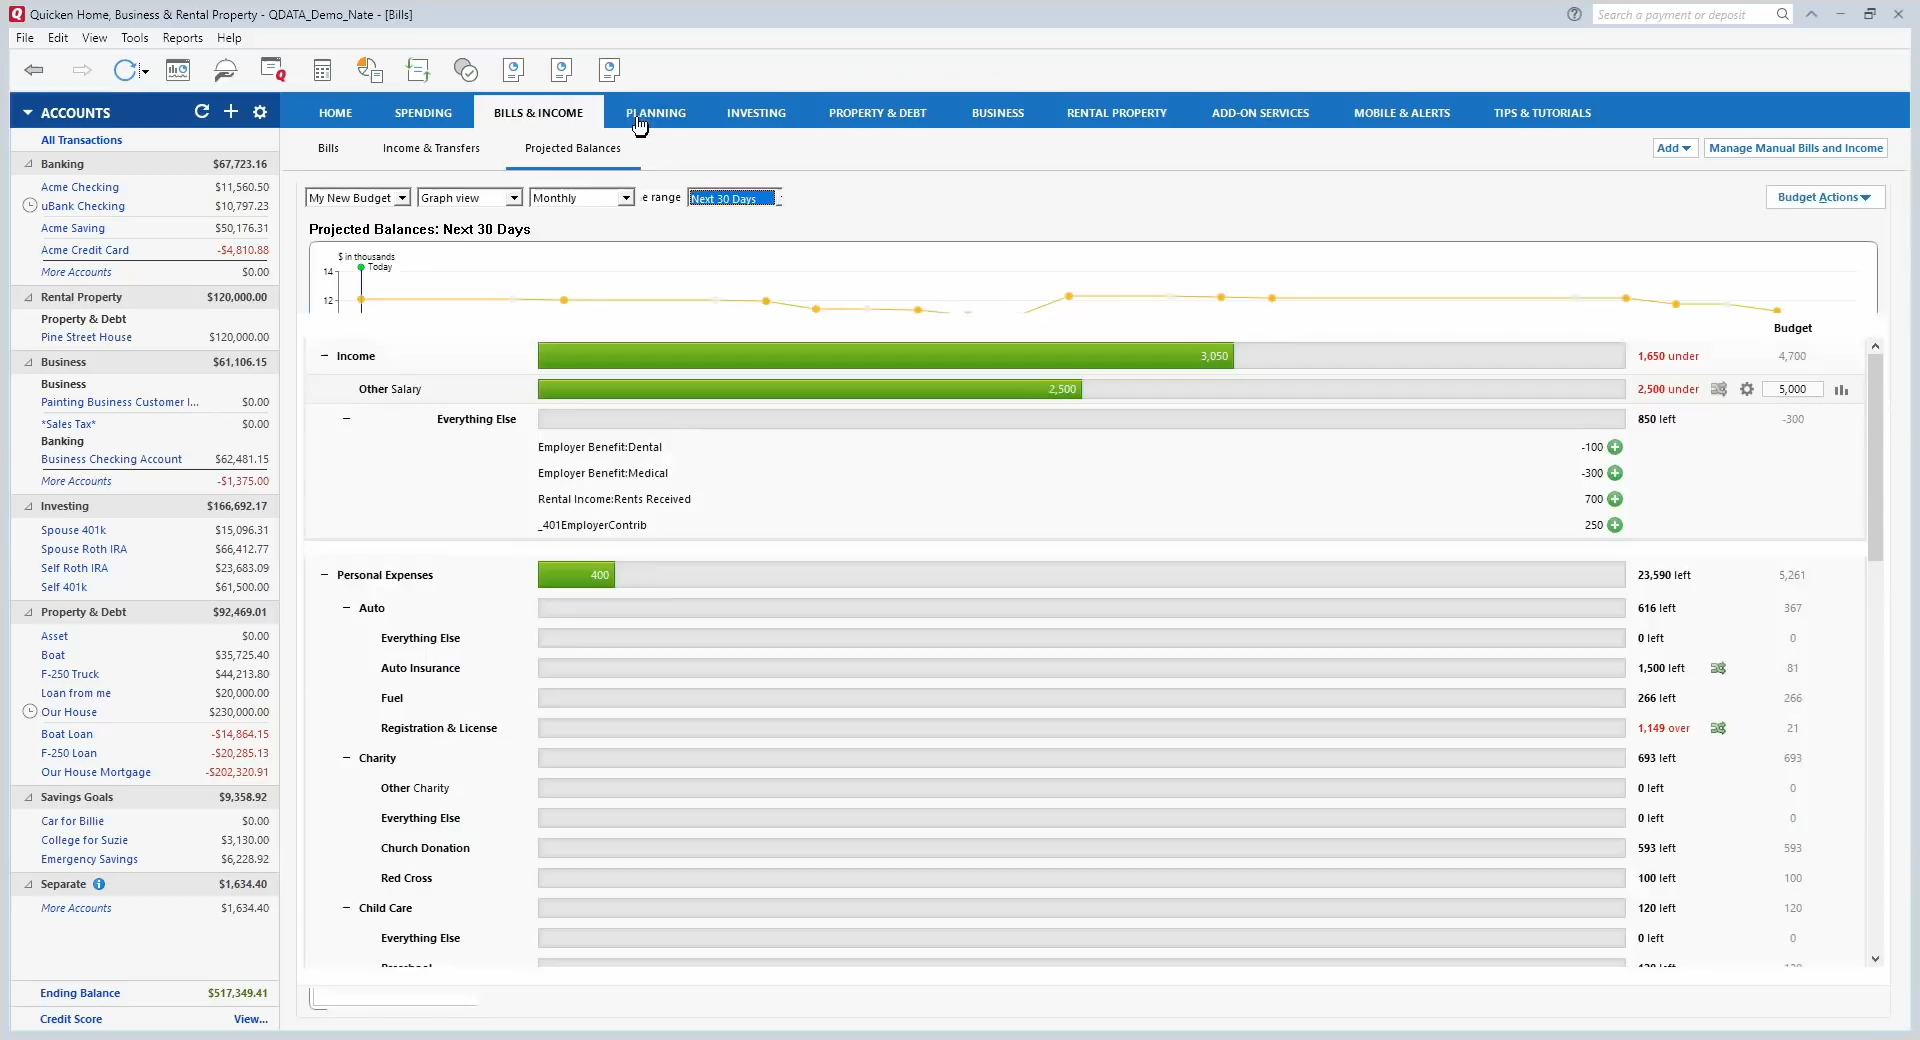 Quicken Home, Business & Rental Property - QDATA_Demo_Nate - [Bills]
Search a payment or deposit
File Edit View Tools Reports Help
ACCOUNTS
HOME SPENDING BILLS & INCOME PLANNING INVESTING PROPERTY & DEBT BUSINESS RENTAL PROPERTY ADD-ON SERVICES MOBILE & ALERTS TIPS & TUTORIALS
Bills Income & Transfers Projected Balances
Add Manage Manual Bills and Income
All Transactions
Banking $67,723.16
Acme Checking $11,560.50
uBank Checking $10,797.23
Acme Saving $50,176.31
Acme Credit Card -$4,810.88
More Accounts $0.00
Rental Property $120,000.00
Property & Debt
Pine Street House $120,000.00
Business $61,106.15
Business
Painting Business Customer I... $0.00
*Sales Tax* $0.00
Banking
Business Checking Account $62,481.15
More Accounts -$1,375.00
Investing $166,692.17
Spouse 401k $15,096.31
Spouse Roth IRA $66,412.77
Self Roth IRA $23,683.09
Self 401k $61,500.00
Property & Debt $92,469.01
Asset $0.00
Boat $35,725.40
F-250 Truck $44,213.80
Loan from me $20,000.00
Our House $230,000.00
Boat Loan -$14,864.15
F-250 Loan -$20,285.13
Our House Mortgage -$202,320.91
Savings Goals $9,358.92
Car for Billie $0.00
College for Suzie $3,130.00
Emergency Savings $6,228.92
Separate $1,634.40
More Accounts $1,634.40
Ending Balance $517,349.41
Credit Score View...
My New Budget Graph view Monthly e range Next 30 Days
Budget Actions
Projected Balances: Next 30 Days
$ in thousands
Today
14
12
Budget
Income 3,050 1,650 under 4,700
Other Salary 2,500 2,500 under 5,000
Everything Else 850 left -300
Employer Benefit:Dental -100
Employer Benefit:Medical -300
Rental Income:Rents Received 700
_401EmployerContrib 250
Personal Expenses 400 23,590 left 5,261
Auto 616 left 367
Everything Else 0 left 0
Auto Insurance 1,500 left 81
Fuel 266 left 266
Registration & License 1,149 over 21
Charity 693 left 693
Other Charity 0 left 0
Everything Else 0 left 0
Church Donation 593 left 593
Red Cross 100 left 100
Child Care 120 left 120
Everything Else 0 left 0